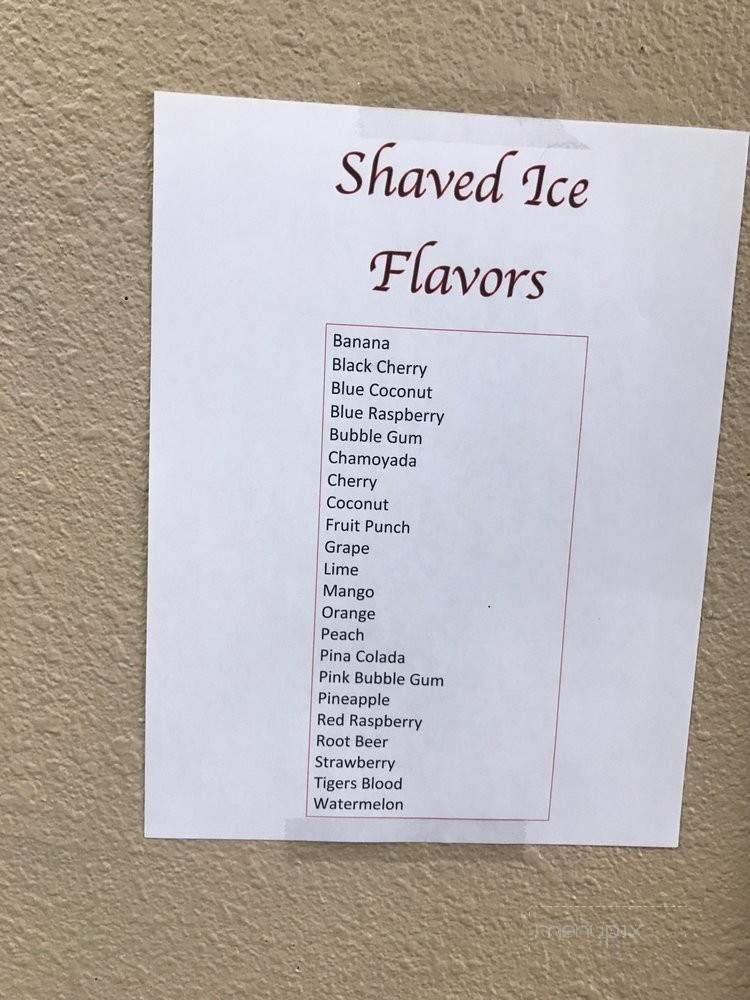 Shaved Ice
Flavors
Banana
Black Cherry
Blue Coconut
Blue Raspberry
Bubble Gum
Chamoyada
Cherry
Coconut
Fruit Punch
Grape
Lime
Mango
Orange
Peach
Pina Colada
Pink Bubble Gum
Pineapple
Red Raspberry
Root Beer
Strawberry
Tigers Blood
Watermelon
menupix